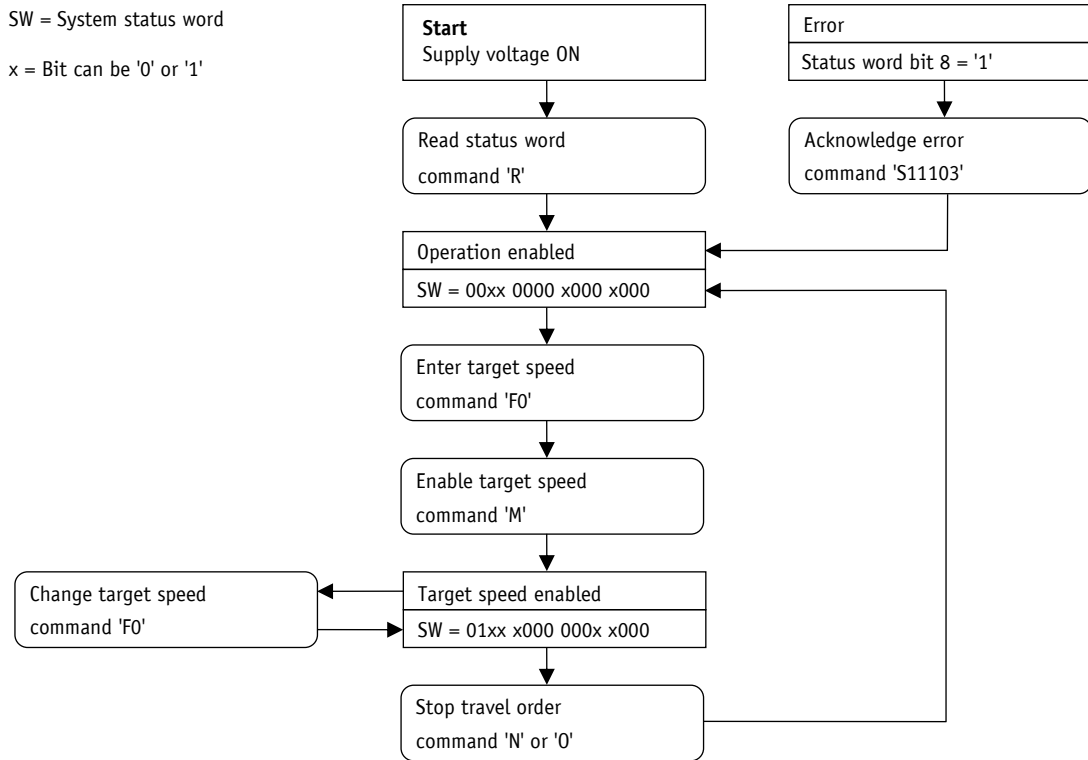 SW = System status word
x = Bit can be '0' or '1'
Start
Supply voltage ON
Error
Status word bit 8 = '1'
Read status word
command 'R'
Acknowledge error
command 'S11103'
Operation enabled
SW = 00xx 0000 x000 x000
Enter target speed
command 'F0'
Enable target speed
command 'M'
Change target speed
command 'F0'
Target speed enabled
SW = 01xx x000 000x x000
Stop travel order
command 'N' or 'O'